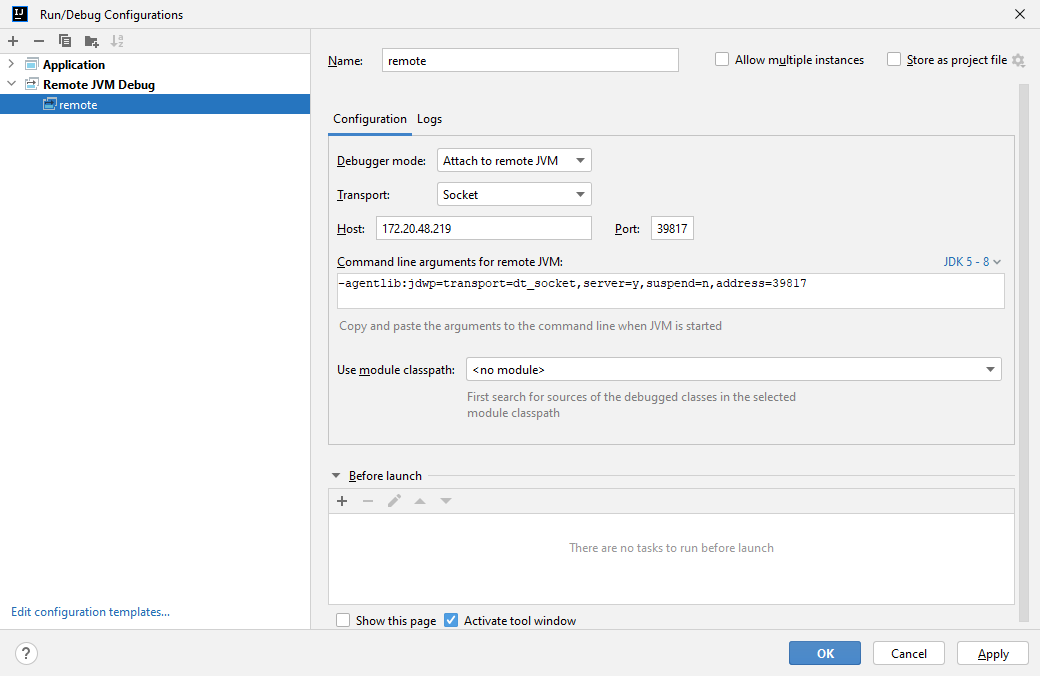 Run/Debug Configurations
Application
Remote JVM Debug
remote
Edit configuration templates...
Name: remote
Allow multiple instances
Store as project file
Configuration Logs
Debugger mode: Attach to remote JVM
Transport: Socket
Host: 172.20.48.219 Port: 39817
Command line arguments for remote JVM: JDK 5 - 8
-agentlib:jdwp=transport=dt_socket,server=y,suspend=n,address=39817
Copy and paste the arguments to the command line when JVM is started
Use module classpath: <no module>
First search for sources of the debugged classes in the selected
module classpath
Before launch
There are no tasks to run before launch
Show this page Activate tool window
? OK Cancel Apply